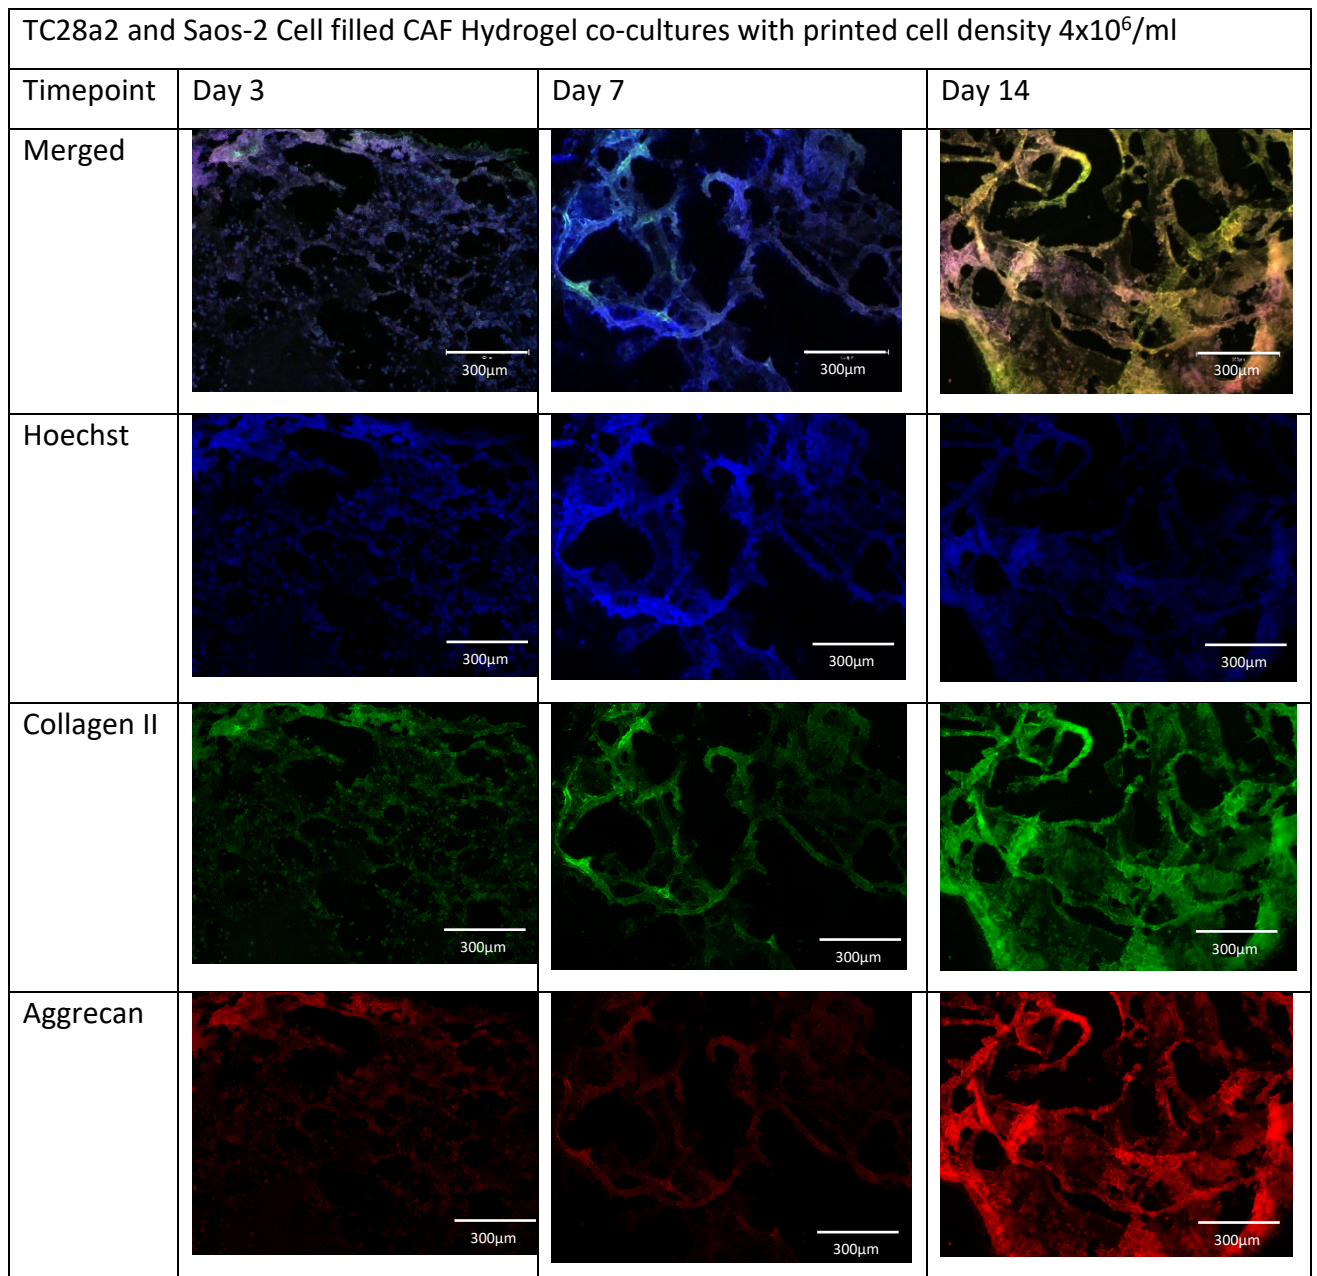 TC28a2 and Saos-2 Cell filled CAF Hydrogel co-cultures with printed cell density 4x10⁶/ml
Timepoint Day 3 Day 7 Day 14
Merged
300µm 300µm 300µm
Hoechst
300µm 300µm 300µm
Collagen II
300µm 300µm 300µm
Aggrecan
300µm 300µm 300µm